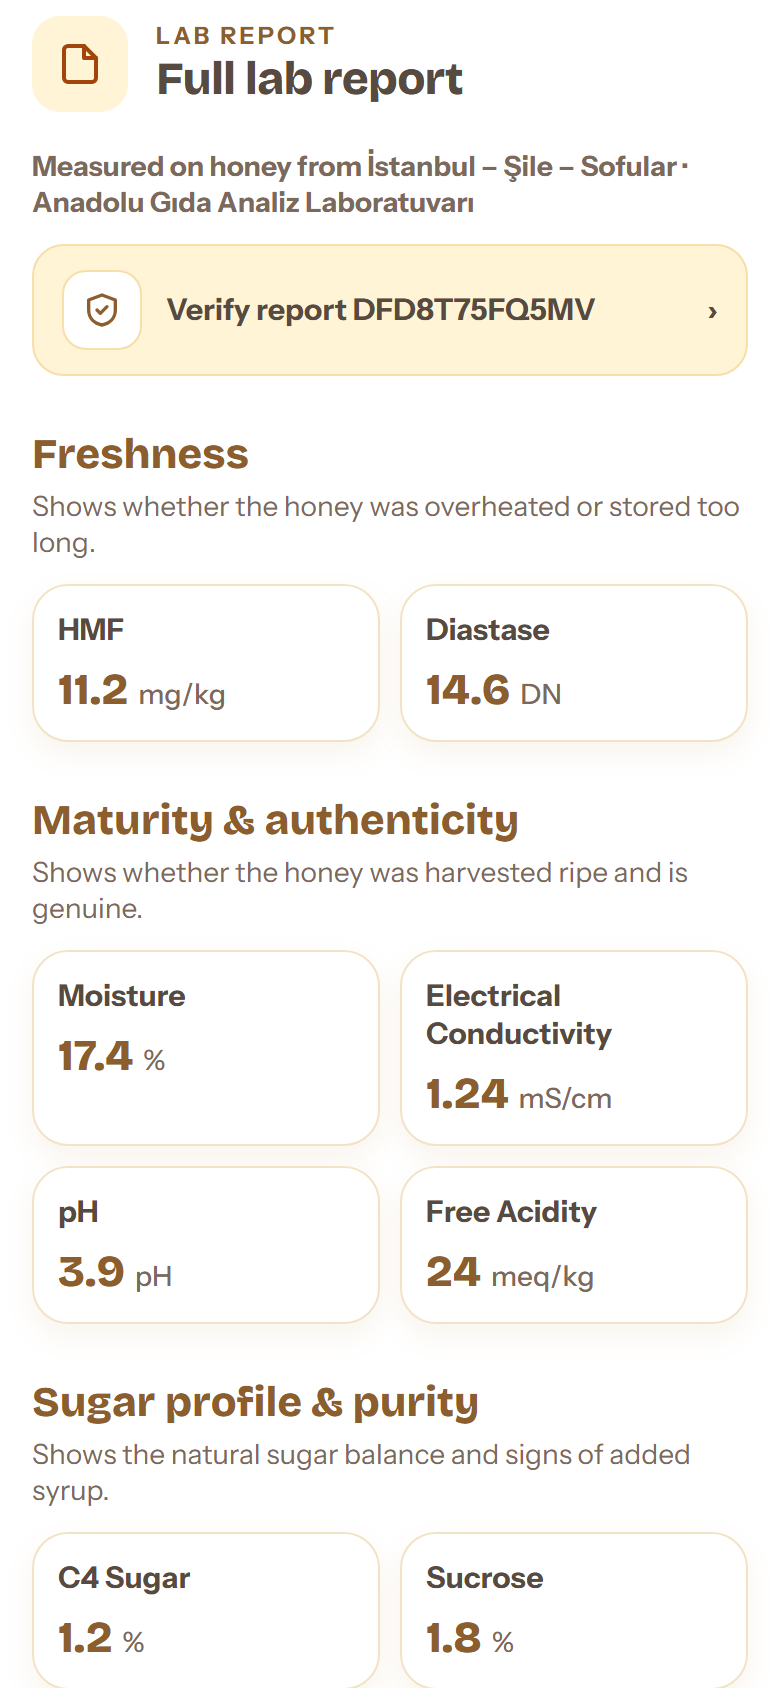 LAB REPORT
Full lab report
Measured on honey from İstanbul – Şile – Sofular ·
Anadolu Gıda Analiz Laboratuvarı
Verify report DFD8T75FQ5MV ›
Freshness
Shows whether the honey was overheated or stored too
long.
HMF
11.2 mg/kg
Diastase
14.6 DN
Maturity & authenticity
Shows whether the honey was harvested ripe and is
genuine.
Moisture
17.4 %
Electrical
Conductivity
1.24 mS/cm
pH
3.9 pH
Free Acidity
24 meq/kg
Sugar profile & purity
Shows the natural sugar balance and signs of added
syrup.
C4 Sugar
1.2 %
Sucrose
1.8 %